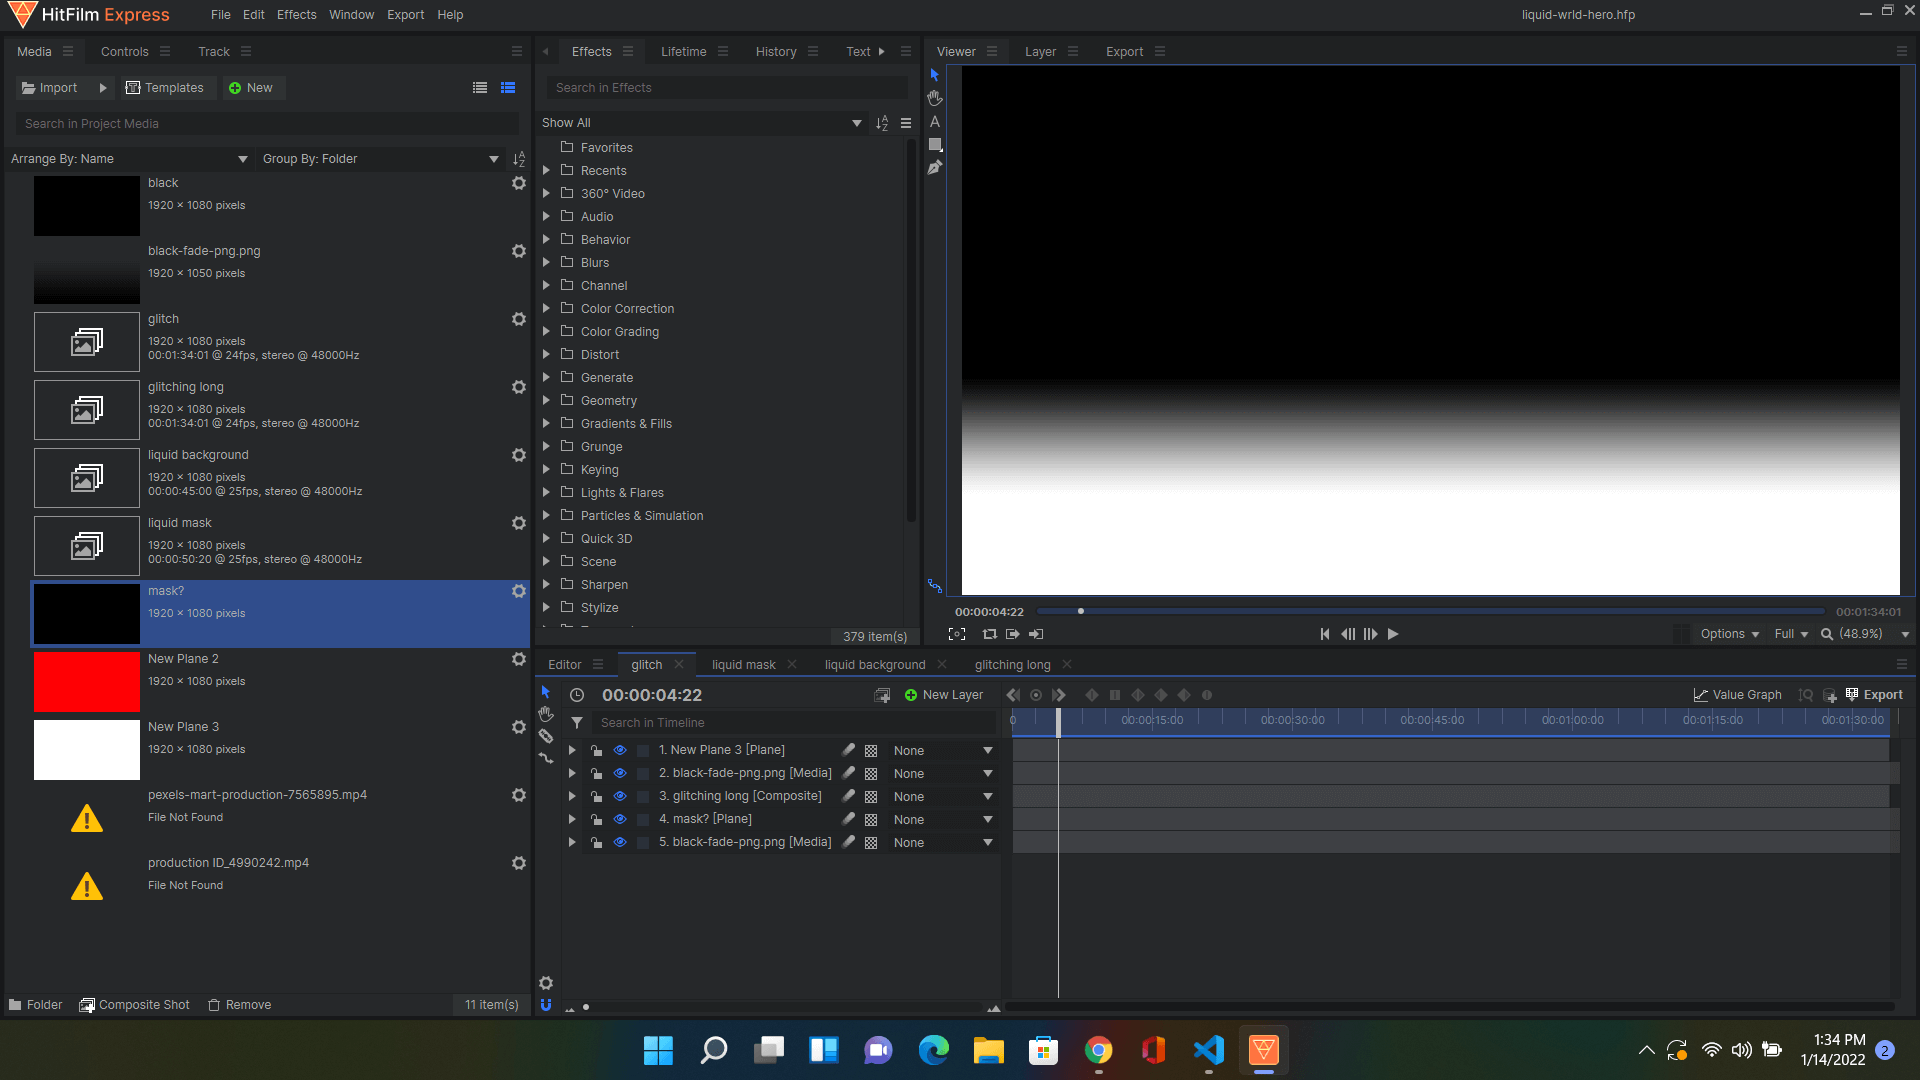 HitFilm Express
File Edit Effects Window Export Help
liquid-wrld-hero.hfp
Media Controls Track
Import Templates New
Search in Project Media
Arrange By: Name Group By: Folder
black
1920 × 1080 pixels
black-fade-png.png
1920 × 1050 pixels
glitch
1920 × 1080 pixels
00:01:34:01 @ 24fps, stereo @ 48000Hz
glitching long
1920 × 1080 pixels
00:01:34:01 @ 24fps, stereo @ 48000Hz
liquid background
1920 × 1080 pixels
00:00:45:00 @ 25fps, stereo @ 48000Hz
liquid mask
1920 × 1080 pixels
00:00:50:20 @ 25fps, stereo @ 48000Hz
mask?
1920 × 1080 pixels
New Plane 2
1920 × 1080 pixels
New Plane 3
1920 × 1080 pixels
pexels-mart-production-7565895.mp4
File Not Found
production ID_4990242.mp4
File Not Found
Folder Composite Shot Remove 11 item(s)
Effects Lifetime History Text
Search in Effects
Show All
Favorites
Recents
360° Video
Audio
Behavior
Blurs
Channel
Color Correction
Color Grading
Distort
Generate
Geometry
Gradients & Fills
Grunge
Keying
Lights & Flares
Particles & Simulation
Quick 3D
Scene
Sharpen
Stylize
379 item(s)
Viewer Layer Export
00:00:04:22 00:01:34:01
Options Full (48.9%)
Editor glitch liquid mask liquid background glitching long
00:00:04:22 New Layer Value Graph Export
Search in Timeline
0 00:00:15:00 00:00:30:00 00:00:45:00 00:01:00:00 00:01:15:00 00:01:30:00
1. New Plane 3 [Plane] None
2. black-fade-png.png [Media] None
3. glitching long [Composite] None
4. mask? [Plane] None
5. black-fade-png.png [Media] None
1:34 PM
1/14/2022
2